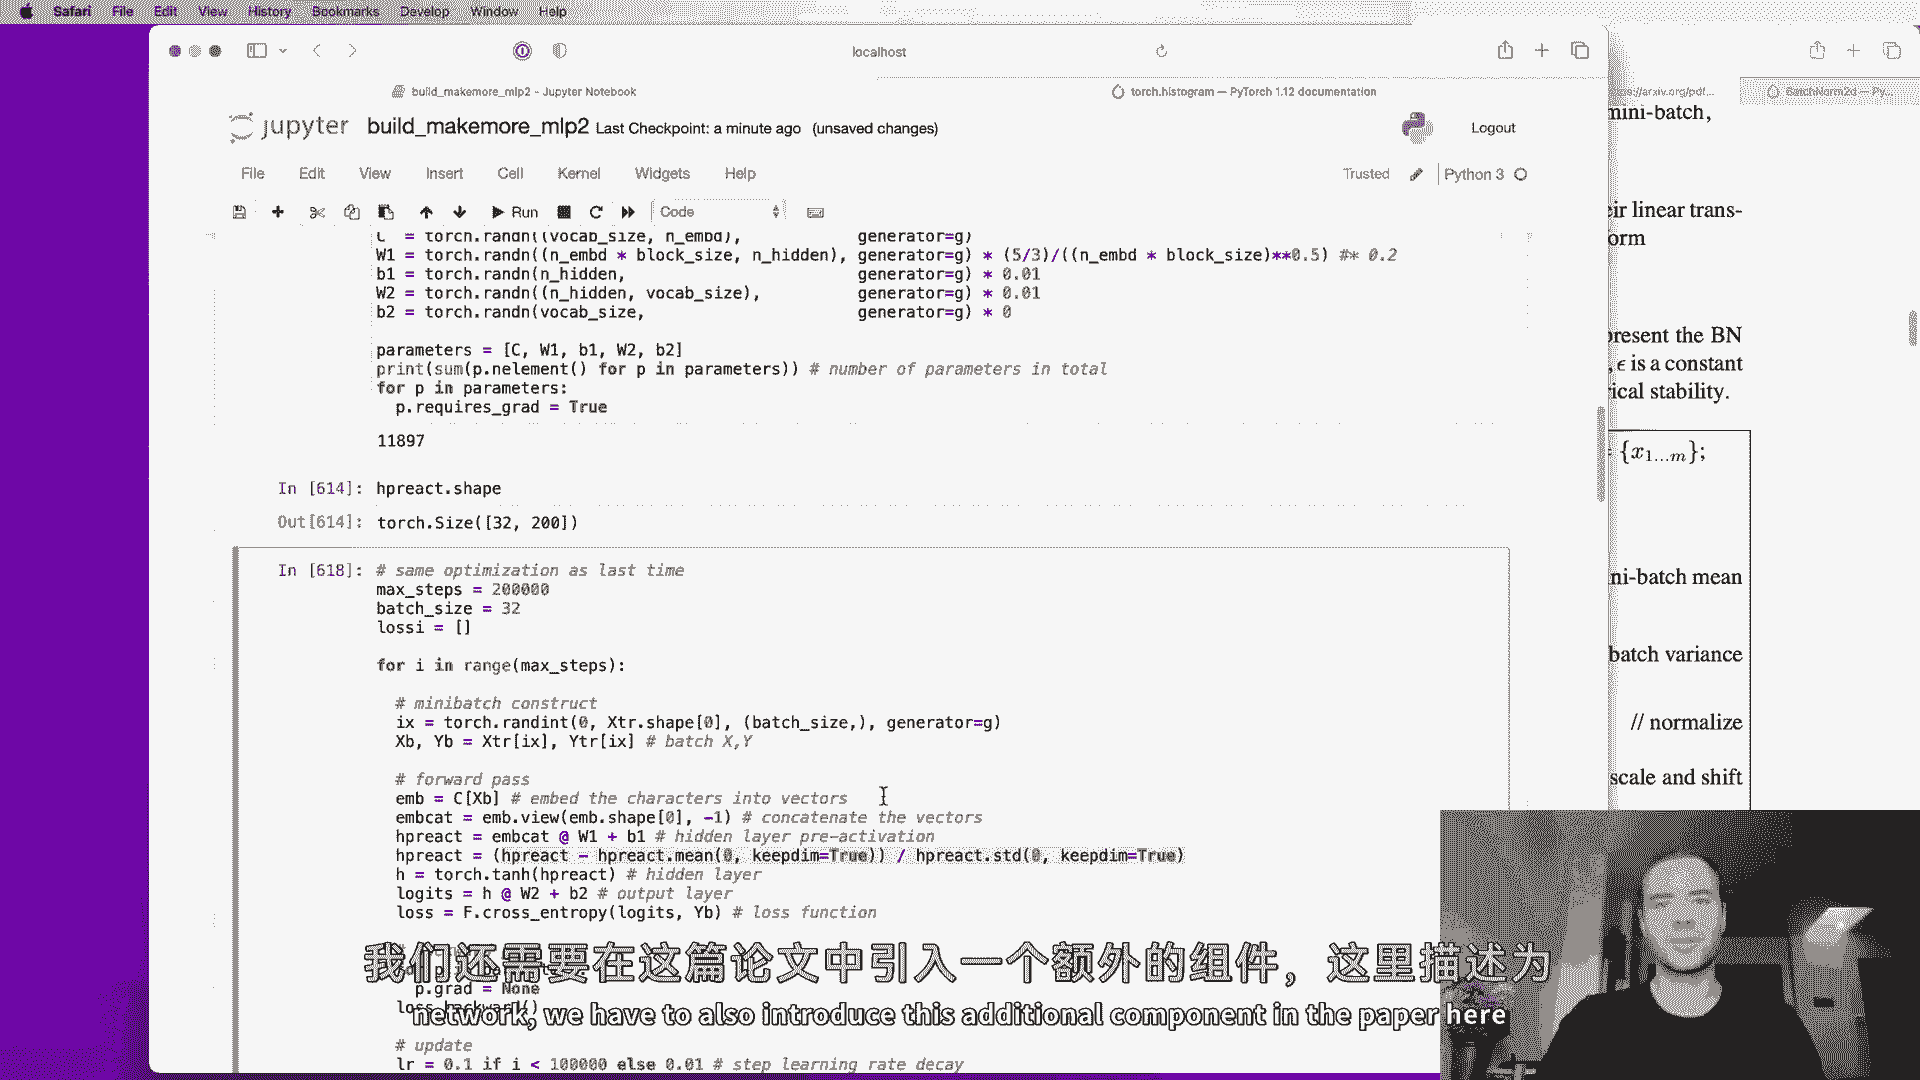 Safari File Edit View History Bookmarks Develop Window Help
localhost
build_makemore_mlp2 - Jupyter Notebook
torch.histogram — PyTorch 1.12 documentation
://arxiv.org/pdf...
BatchNorm2d — Py...
jupyter build_makemore_mlp2 Last Checkpoint: a minute ago (unsaved changes)
Logout
File Edit View Insert Cell Kernel Widgets Help
Trusted
Python 3
Run
Code
C = torch.randn((vocab_size, n_embd), generator=g)
W1 = torch.randn((n_embd * block_size, n_hidden), generator=g) * (5/3)/((n_embd * block_size)**0.5) #* 0.2
b1 = torch.randn(n_hidden, generator=g) * 0.01
W2 = torch.randn((n_hidden, vocab_size), generator=g) * 0.01
b2 = torch.randn(vocab_size, generator=g) * 0
parameters = [C, W1, b1, W2, b2]
print(sum(p.nelement() for p in parameters)) # number of parameters in total
for p in parameters:
p.requires_grad = True
11897
In [614]: hpreact.shape
Out[614]: torch.Size([32, 200])
In [618]: # same optimization as last time
max_steps = 200000
batch_size = 32
lossi = []
for i in range(max_steps):
# minibatch construct
ix = torch.randint(0, Xtr.shape[0], (batch_size,), generator=g)
Xb, Yb = Xtr[ix], Ytr[ix] # batch X,Y
# forward pass
emb = C[Xb] # embed the characters into vectors
embcat = emb.view(emb.shape[0], -1) # concatenate the vectors
hpreact = embcat @ W1 + b1 # hidden layer pre-activation
hpreact = (hpreact - hpreact.mean(0, keepdim=True)) / hpreact.std(0, keepdim=True)
h = torch.tanh(hpreact) # hidden layer
logits = h @ W2 + b2 # output layer
loss = F.cross_entropy(logits, Yb) # loss function
p.grad = None
loss.backward()
# update
lr = 0.1 if i < 100000 else 0.01 # step learning rate decay
mini-batch,
eir linear trans-
orm
present the BN
, ϵ is a constant
ical stability.
= {x1...m};
ni-batch mean
batch variance
// normalize
scale and shift
我们还需要在这篇论文中引入一个额外的组件，这里描述为
network, we have to also introduce this additional component in the paper here